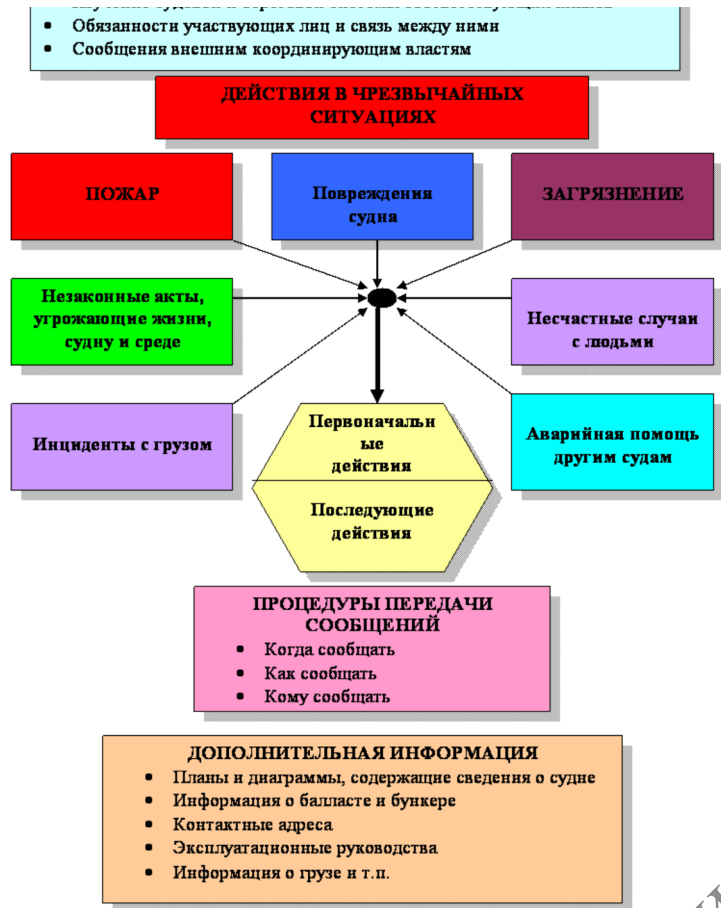 • Обязанности участвующих лиц и связь между ними
• Сообщения внешним координирующим властям
ДЕЙСТВИЯ В ЧРЕЗВЫЧАЙНЫХ
СИТУАЦИЯХ
ПОЖАР
Повреждения
судна
ЗАГРЯЗНЕНИЕ
Незаконные акты,
угрожающие жизни,
судну и среде
Несчастные случаи
с людьми
Инциденты с грузом
Первоначальн
ые
действия
Последующие
действия
Аварийная помощь
другим судам
ПРОЦЕДУРЫ ПЕРЕДАЧИ
СООБЩЕНИЙ
• Когда сообщать
• Как сообщать
• Кому сообщать
ДОПОЛНИТЕЛЬНАЯ ИНФОРМАЦИЯ
• Планы и диаграммы, содержащие сведения о судне
• Информация о балласте и бункере
• Контактные адреса
• Эксплуатационные руководства
• Информация о грузе и т.п.